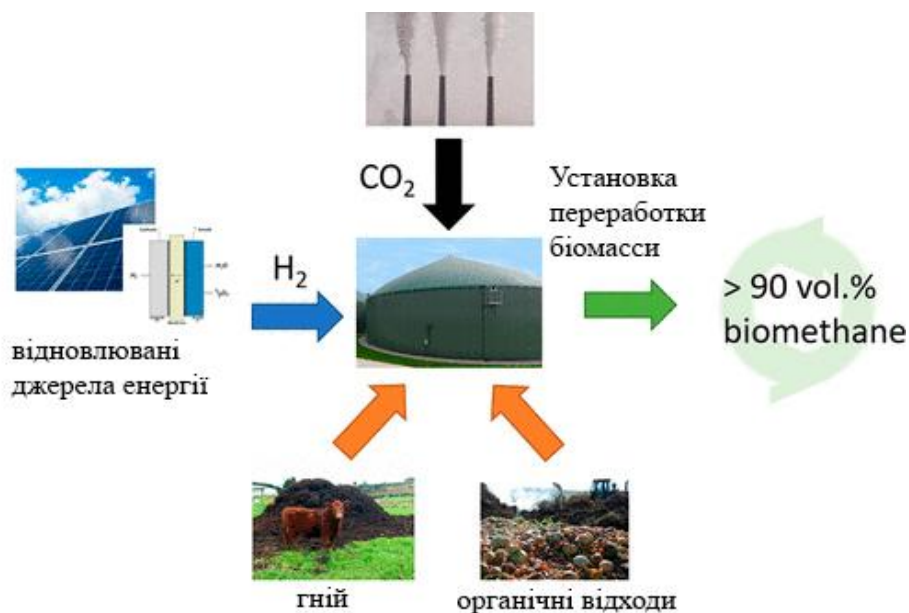 CO₂
Установка
переработки
біомасси
H₂
> 90 vol.%
biomethane
відновлювані
джерела енергії
гній
органічні відходи